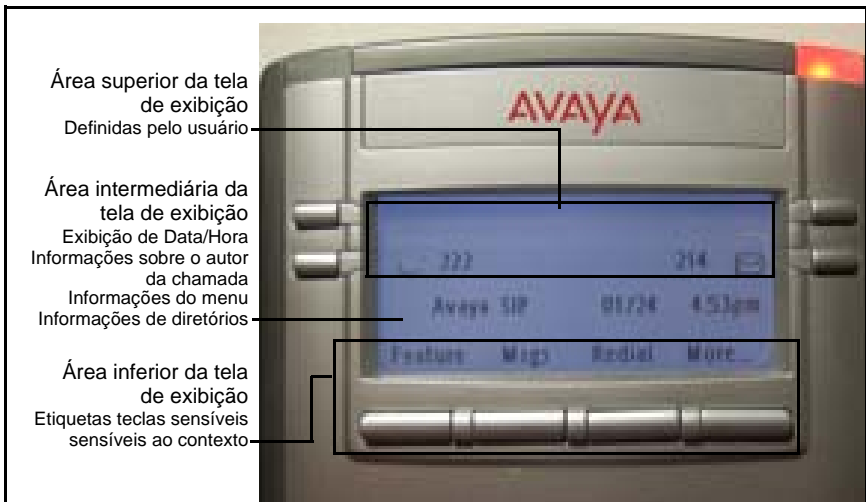 Área superior da tela
de exibição
Definidas pelo usuário
Área intermediária da
tela de exibição
Exibição de Data/Hora
Informações sobre o autor
da chamada
Informações do menu
Informações de diretórios
Área inferior da tela
de exibição
Etiquetas teclas sensíveis
sensíveis ao contexto
AVAYA
222 214
Avaya SIP 01/24 4:53pm
Feature Msgs Redial More...